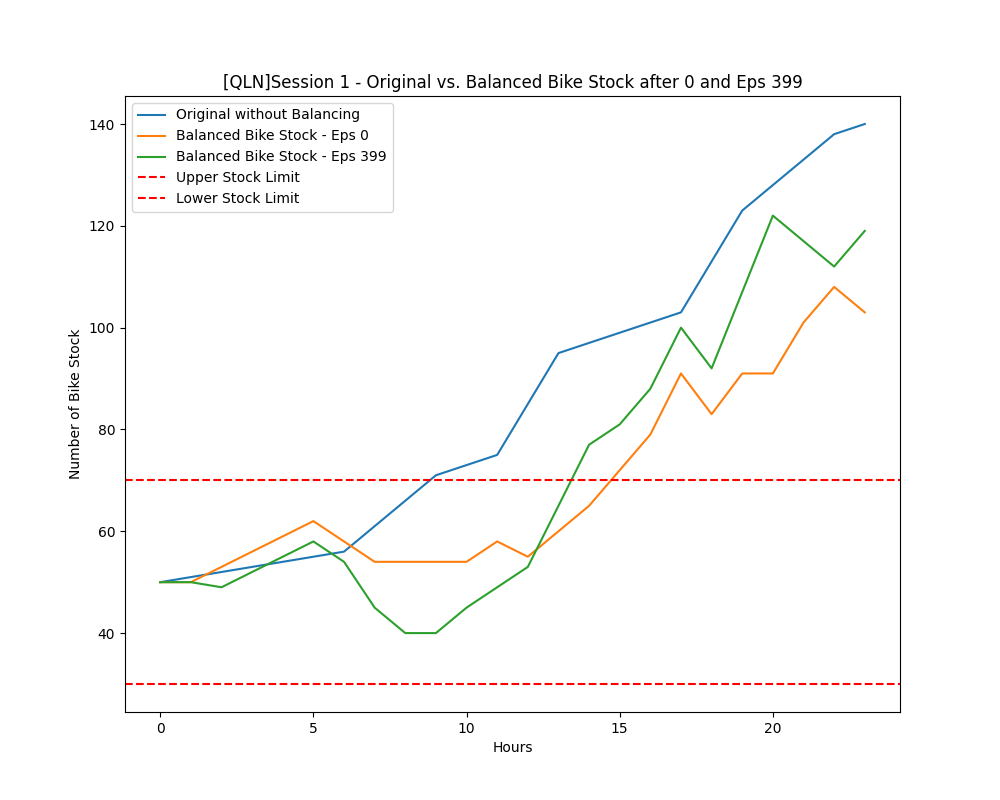 [QLN]Session 1 - Original vs. Balanced Bike Stock after 0 and Eps 399
Original without Balancing
Balanced Bike Stock - Eps 0
Balanced Bike Stock - Eps 399
Upper Stock Limit
Lower Stock Limit
Number of Bike Stock
140
120
100
80
60
40
0 5 10 15 20
Hours